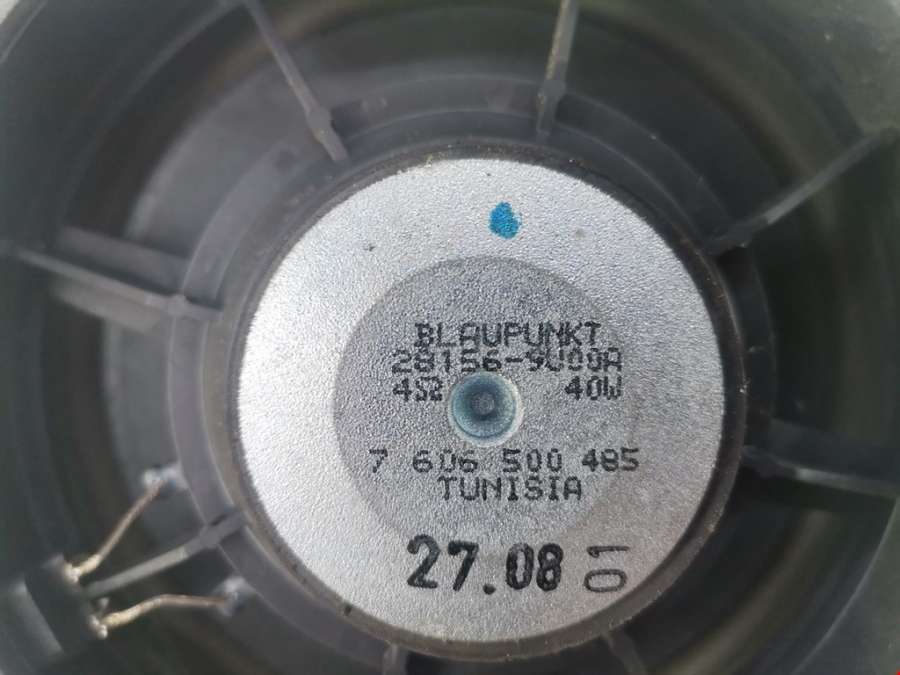 BLAUPUNKT
28156-9U00A
4Ω 40W
7 606 500 485
TUNISIA
27.08 01